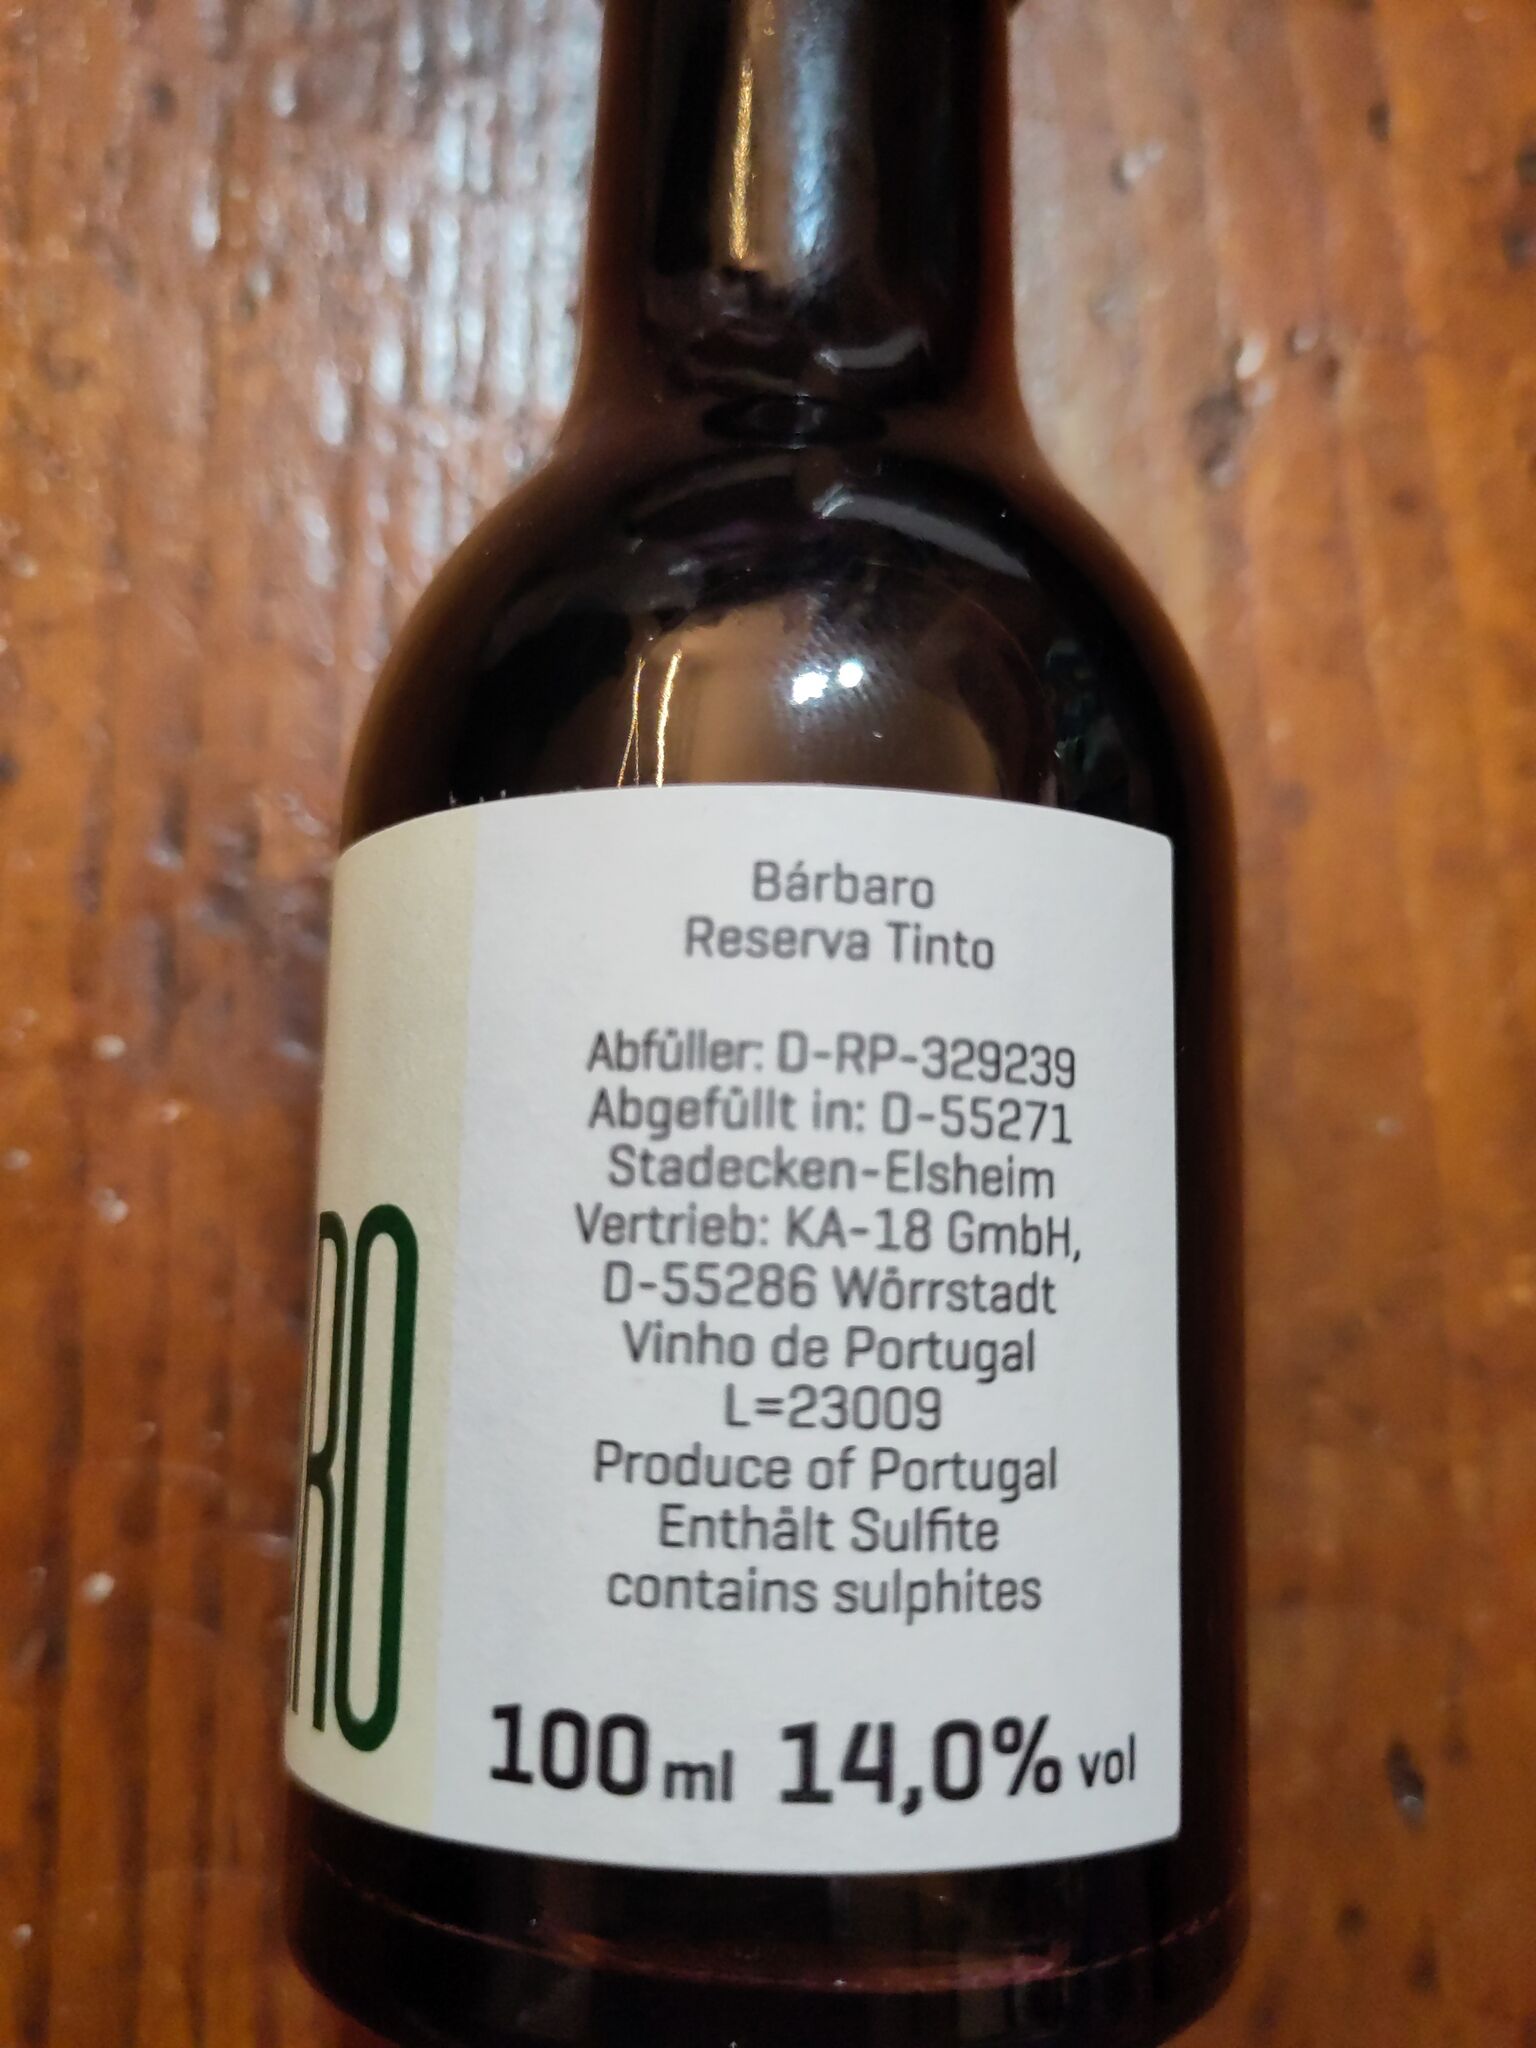 Bárbaro
Reserva Tinto
Abfüller: D-RP-329239
Abgefüllt in: D-55271
Stadecken-Elsheim
Vertrieb: KA-18 GmbH,
D-55286 Wörrstadt
Vinho de Portugal
L=23009
Produce of Portugal
Enthält Sulfite
contains sulphites
100 ml 14,0% vol